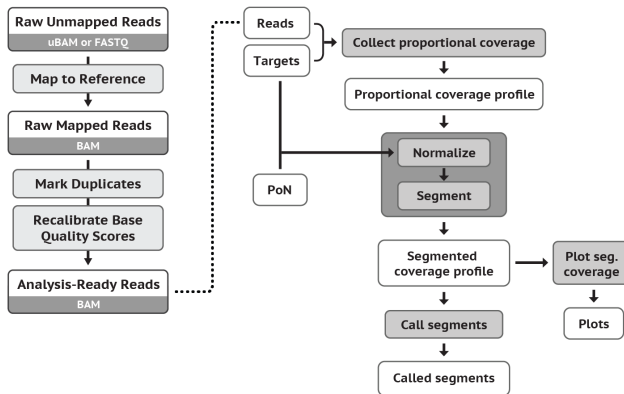 Raw Unmapped Reads
uBAM or FASTQ
Map to Reference
Raw Mapped Reads
BAM
Mark Duplicates
Recalibrate Base
Quality Scores
Analysis-Ready Reads
BAM
Reads
Targets
PoN
Collect proportional coverage
Proportional coverage profile
Normalize
Segment
Segmented
coverage profile
Plot seg.
coverage
Call segments
Plots
Called segments